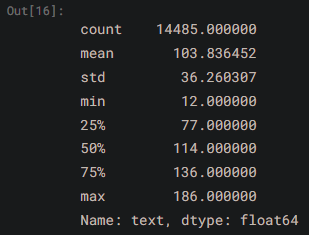 Out[16]:
count    14485.000000
mean       103.836452
std         36.260307
min         12.000000
25%         77.000000
50%        114.000000
75%        136.000000
max        186.000000
Name: text, dtype: float64